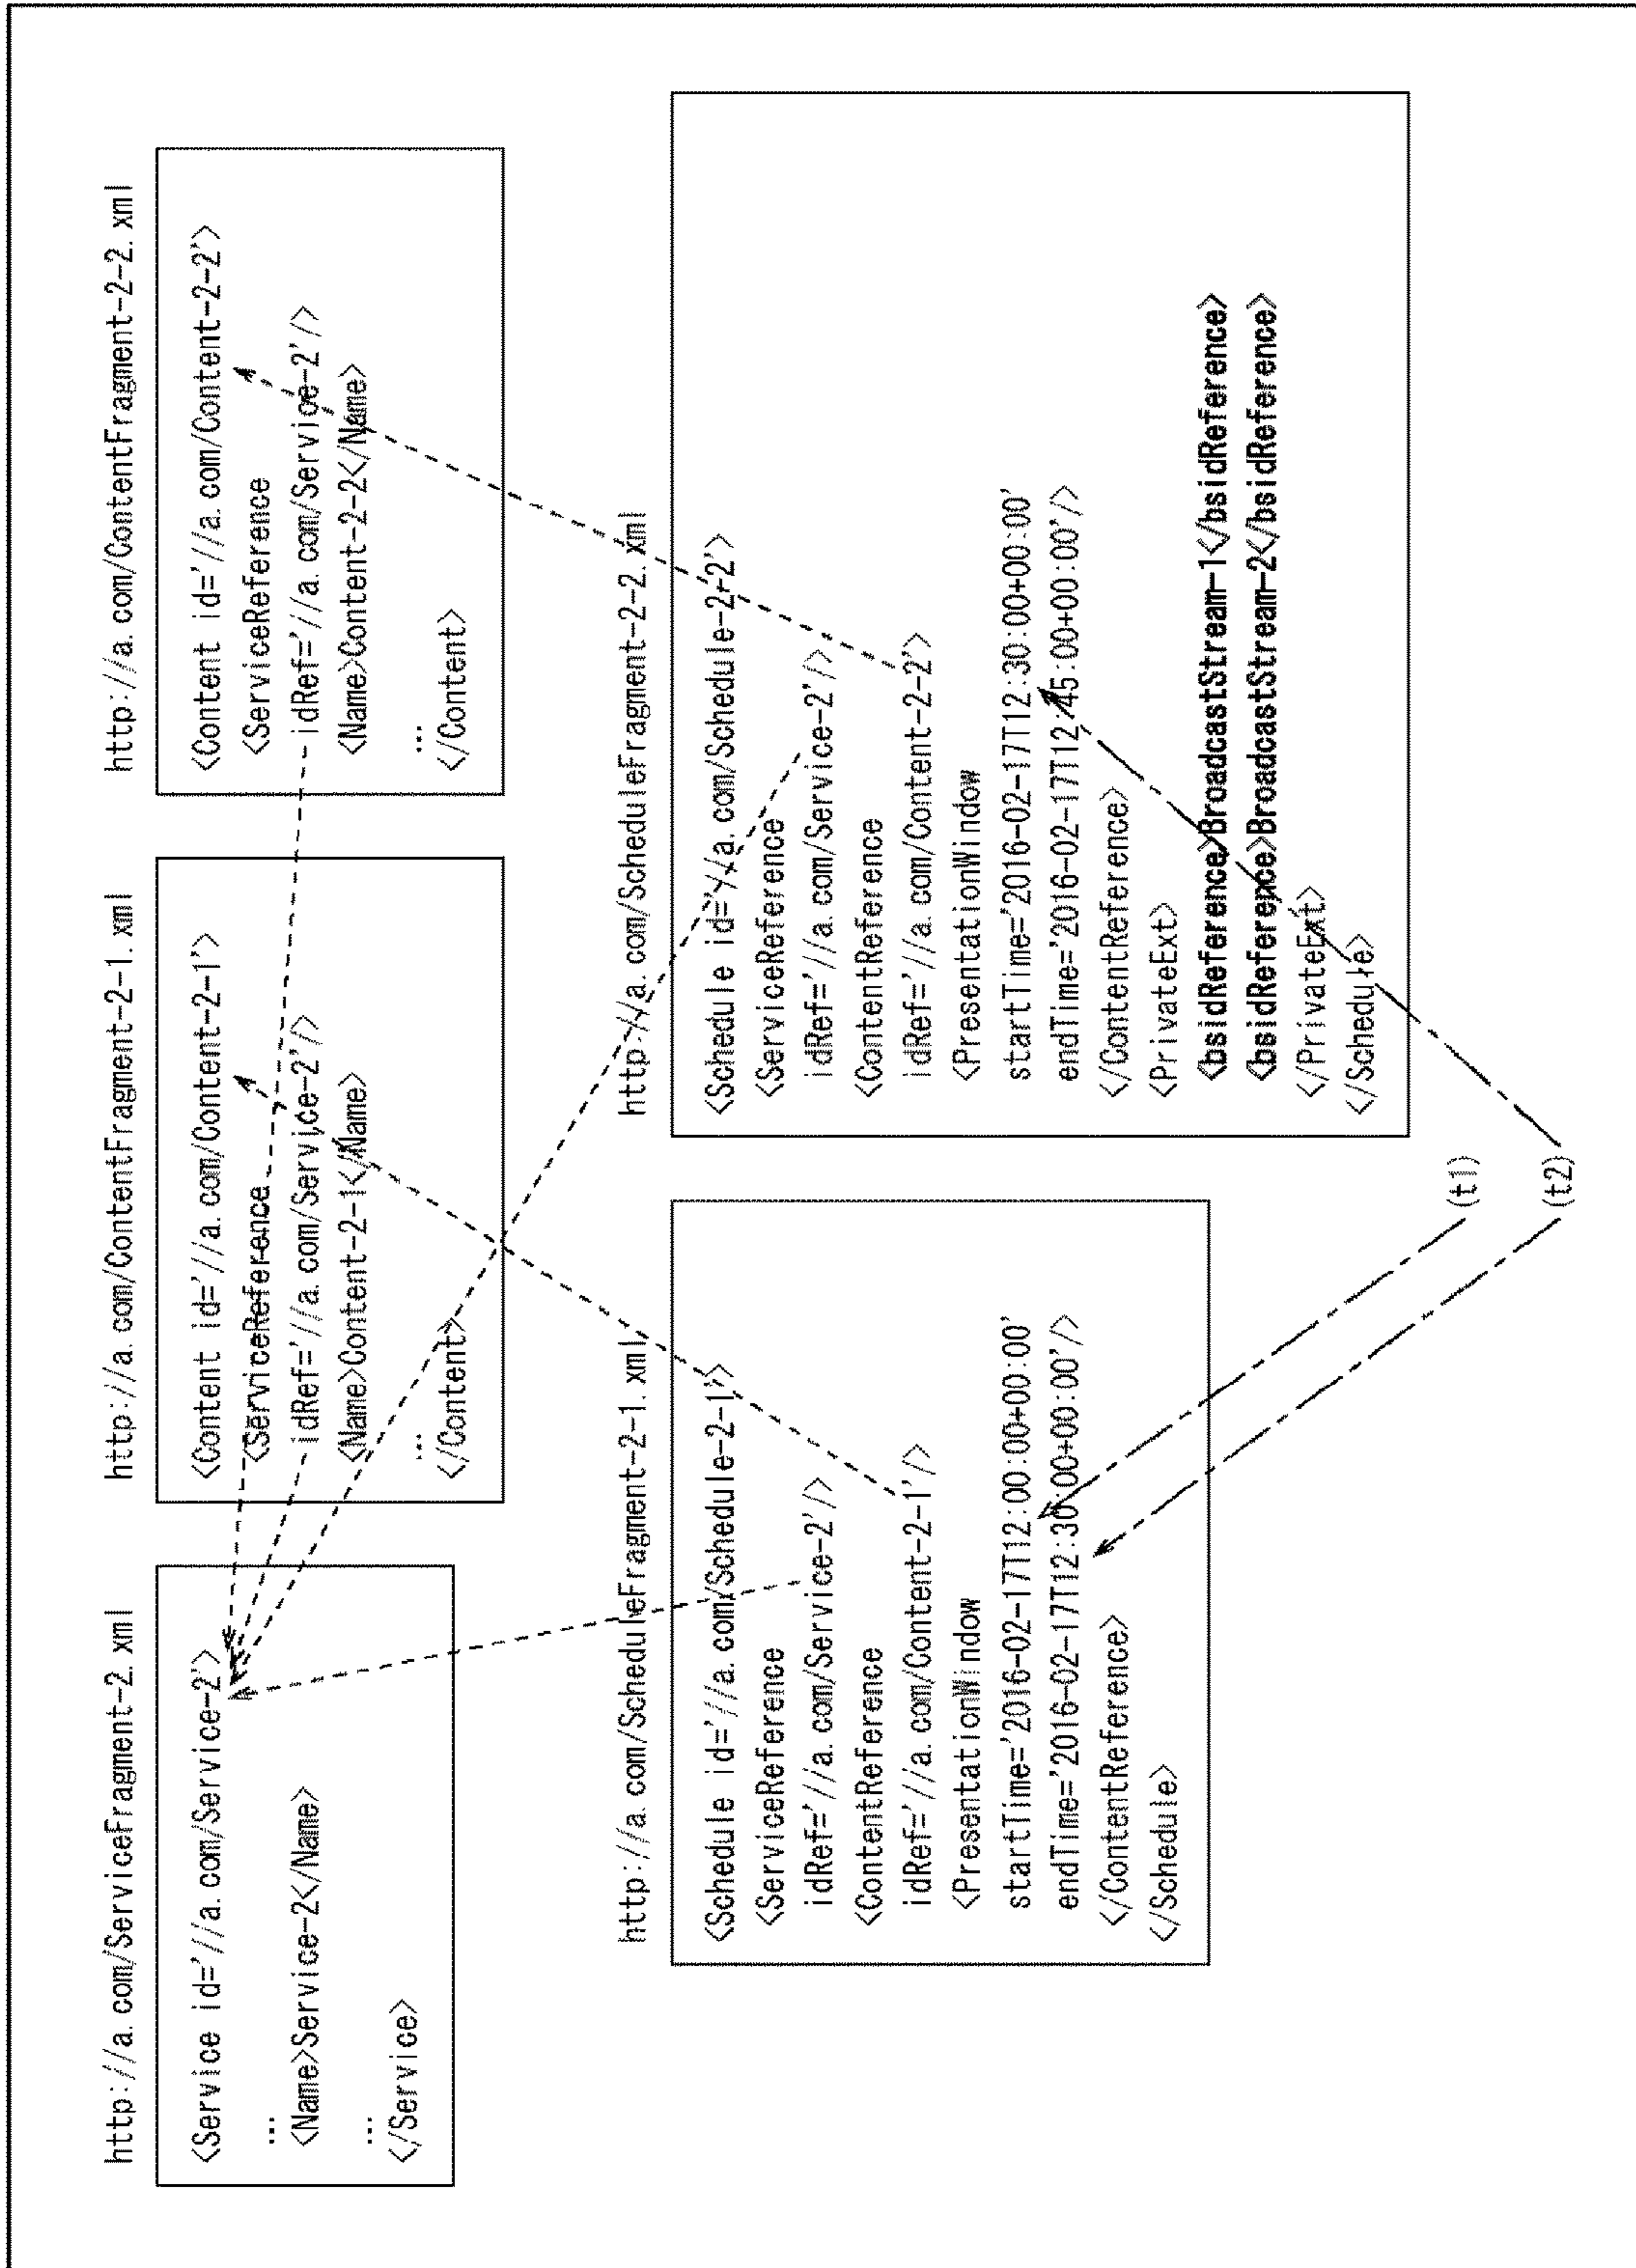 http://a.com/ServiceFragment-2.xml
<Service id='//a.com/Service-2'>
...
<Name>Service-2</Name>
...
</Service>
http://a.com/ContentFragment-2-1.xml
<Content id='//a.com/Content-2-1'>
<ServiceReference
idRef='//a.com/Service-2'/>
<Name>Content-2-1</Name>
...
</Content>
http://a.com/ContentFragment-2-2.xml
<Content id='//a.com/Content-2-2'>
<ServiceReference
idRef='//a.com/Service-2'/>
<Name>Content-2-2</Name>
...
</Content>
http://a.com/ScheduleFragment-2-1.xml
<Schedule id='//a.com/Schedule-2-1'>
<ServiceReference
idRef='//a.com/Service-2'/>
<ContentReference
idRef='//a.com/Content-2-1'/>
<PresentationWindow
startTime='2016-02-17T12:00:00+00:00'
endTime='2016-02-17T12:30:00+00:00'/>
</ContentReference>
</Schedule>
http://a.com/ScheduleFragment-2-2.xml
<Schedule id='//a.com/Schedule-2-2'>
<ServiceReference
idRef='//a.com/Service-2'/>
<ContentReference
idRef='//a.com/Content-2-2'>
<PresentationWindow
startTime='2016-02-17T12:30:00+00:00'
endTime='2016-02-17T12:45:00+00:00'/>
</ContentReference>
<PrivateExt>
<bsidReference>BroadcastStream-1</bsidReference>
<bsidReference>BroadcastStream-2</bsidReference>
</PrivateExt>
</Schedule>
(t1)
(t2)